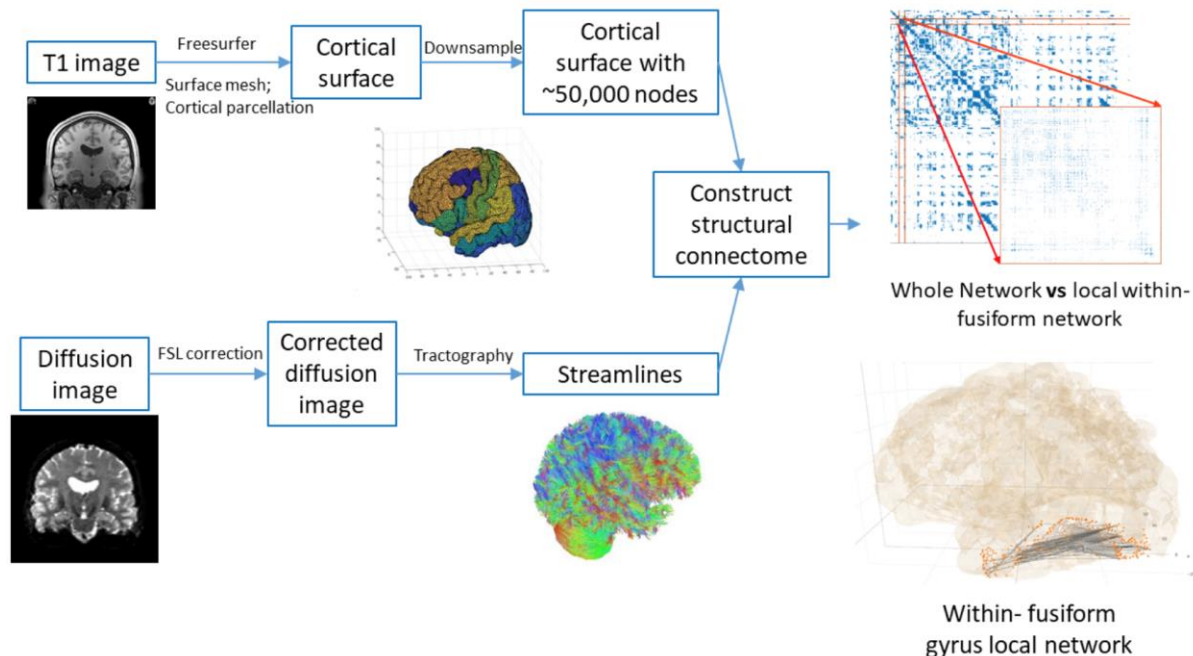 T1 image
Freesurfer
Surface mesh;
Cortical parcellation
Cortical
surface
Downsample
Cortical
surface with
~50,000 nodes
Construct
structural
connectome
Whole Network vs local within-
fusiform network
Diffusion
image
FSL correction
Corrected
diffusion
image
Tractography
Streamlines
Within- fusiform
gyrus local network